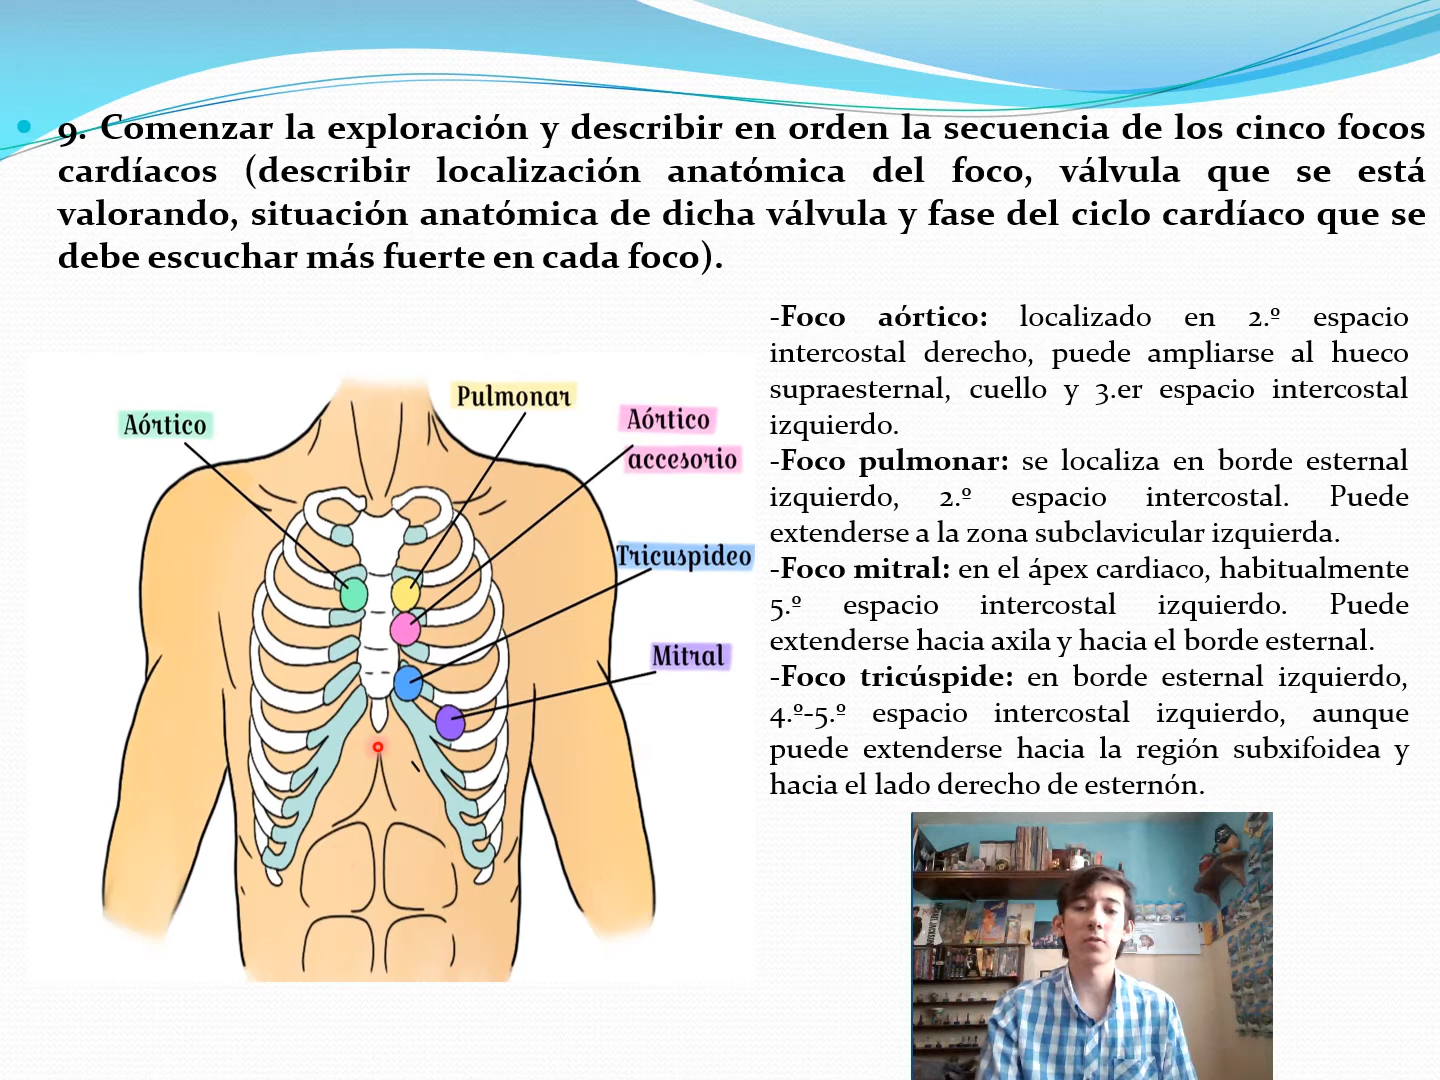 9. Comenzar la exploración y describir en orden la secuencia de los cinco focos
cardíacos (describir localización anatómica del foco, válvula que se está
valorando, situación anatómica de dicha válvula y fase del ciclo cardíaco que se
debe escuchar más fuerte en cada foco).
-Foco aórtico: localizado en 2.º espacio
intercostal derecho, puede ampliarse al hueco
supraesternal, cuello y 3.er espacio intercostal
izquierdo.
-Foco pulmonar: se localiza en borde esternal
izquierdo, 2.º espacio intercostal. Puede
extenderse a la zona subclavicular izquierda.
-Foco mitral: en el ápex cardiaco, habitualmente
5.º espacio intercostal izquierdo. Puede
extenderse hacia axila y hacia el borde esternal.
-Foco tricúspide: en borde esternal izquierdo,
4.º-5.º espacio intercostal izquierdo, aunque
puede extenderse hacia la región subxifoidea y
hacia el lado derecho de esternón.
Aórtico
Pulmonar
Aórtico
accesorio
Tricuspideo
Mitral